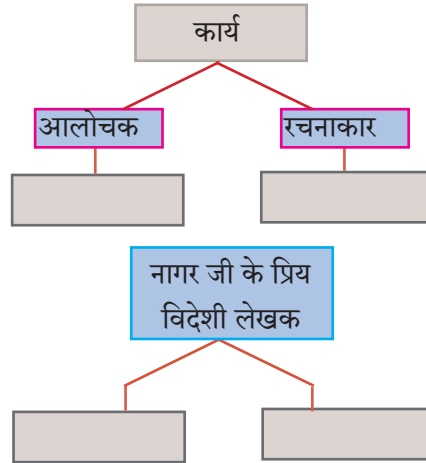 कार्य
आलोचक
रचनाकार
नागर जी के प्रिय
विदेशी लेखक